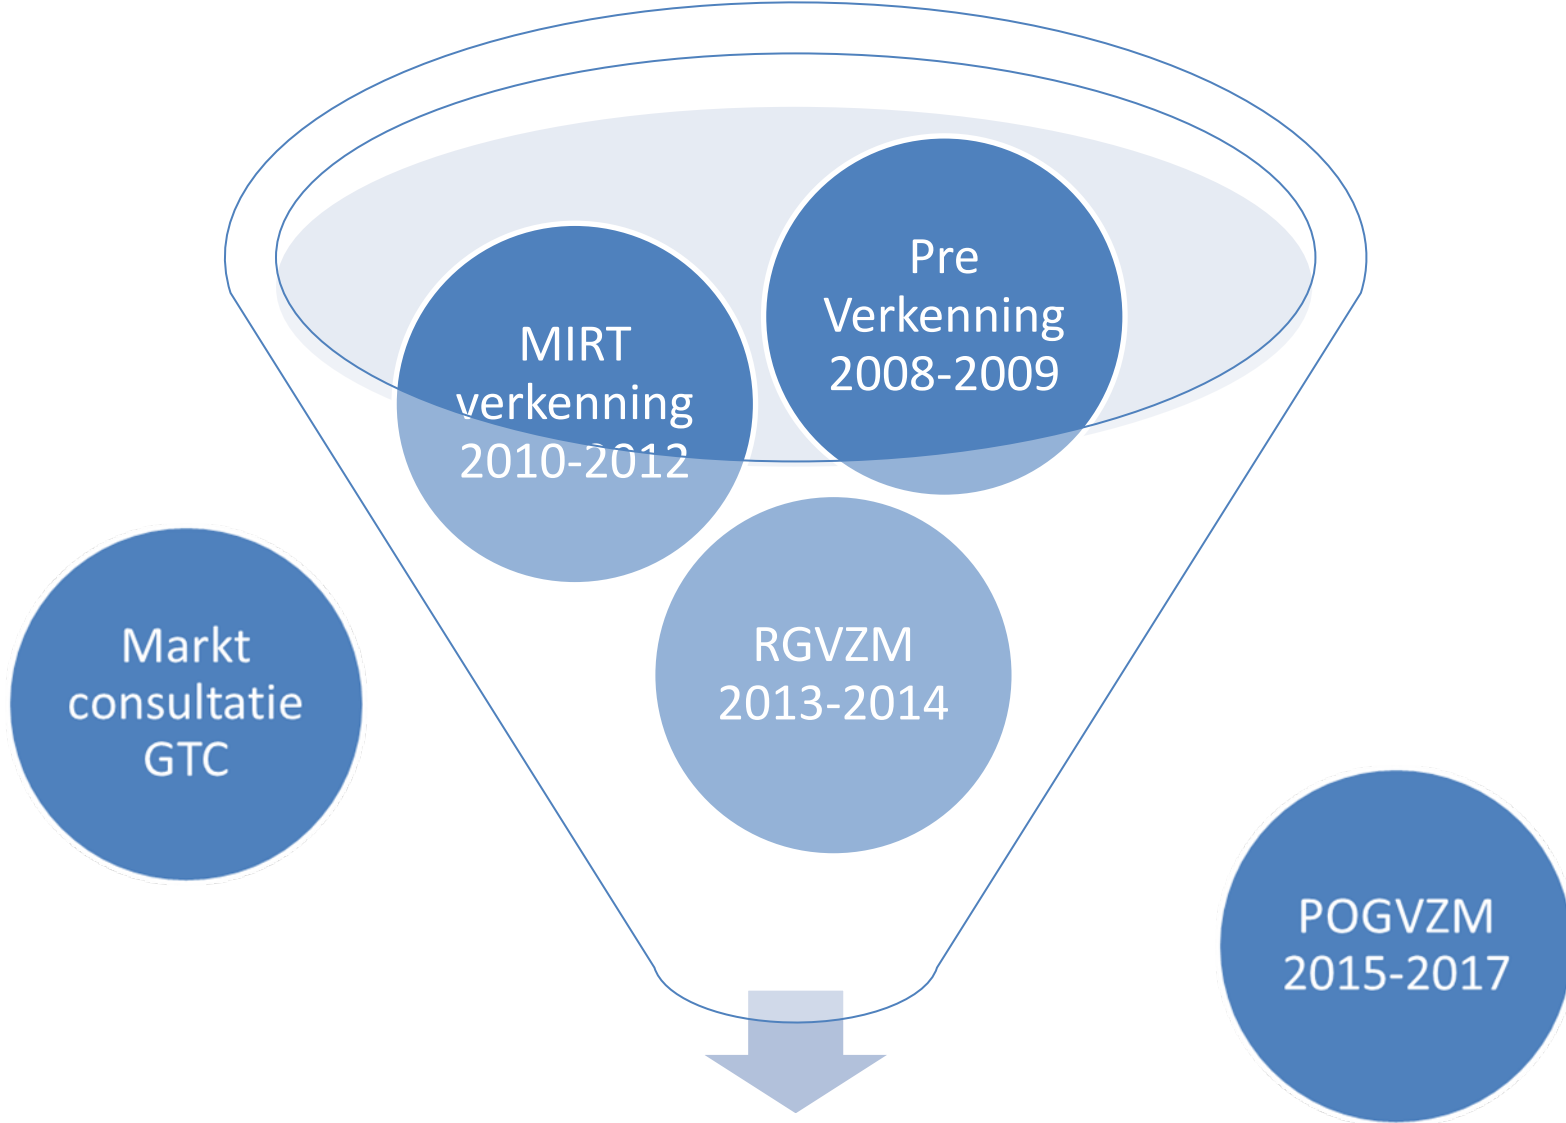 Pre
Verkenning
2008-2009
MIRT
verkenning
2010-2012
RGVZM
2013-2014
Markt
consultatie
GTC
POGVZM
2015-2017